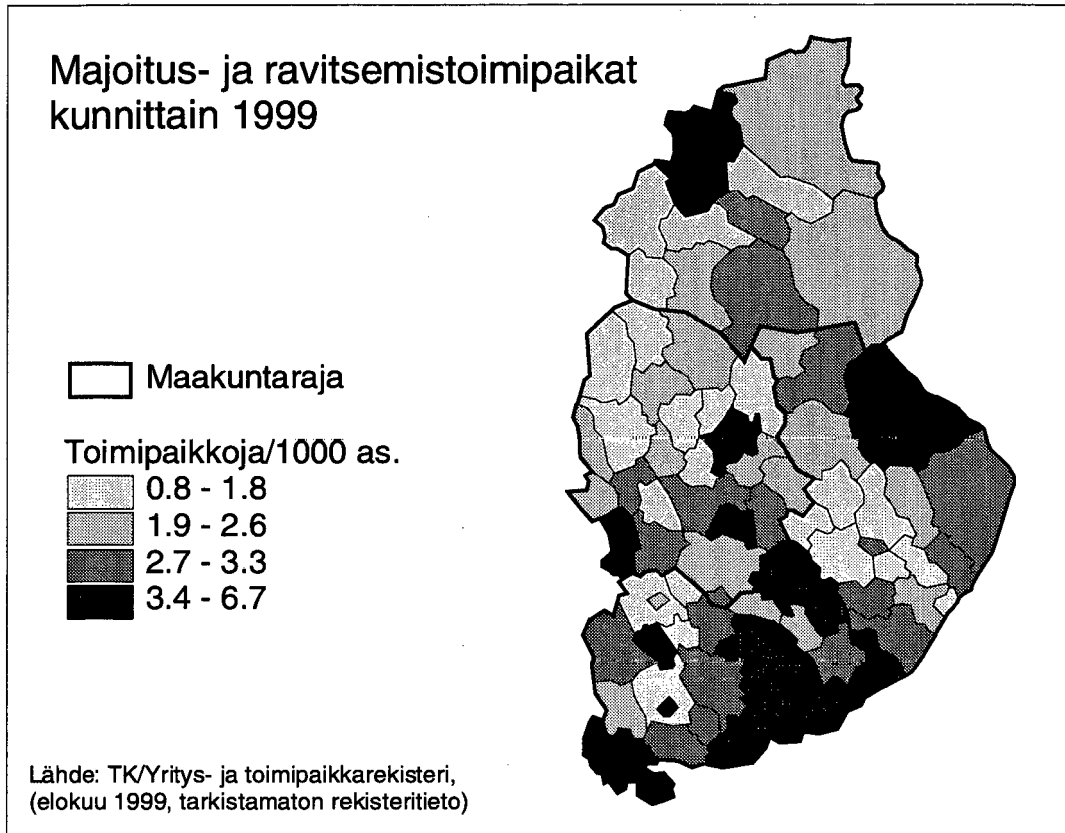 Majoitus- ja ravitsemistoimipaikat
kunnittain 1999
Maakuntaraja
Toimipaikkoja/1000 as.
0.8 - 1.8
1.9 - 2.6
2.7 - 3.3
3.4 - 6.7
Lähde: TK/Yritys- ja toimipaikkarekisteri,
(elokuu 1999, tarkistamaton rekisteritieto)